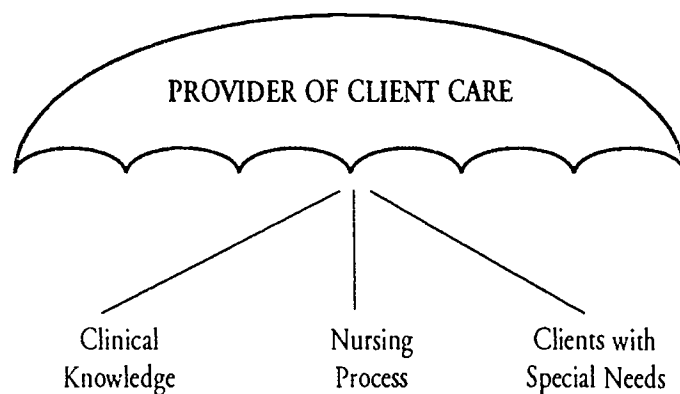 PROVIDER OF CLIENT CARE
Clinical
Knowledge
Nursing
Process
Clients with
Special Needs